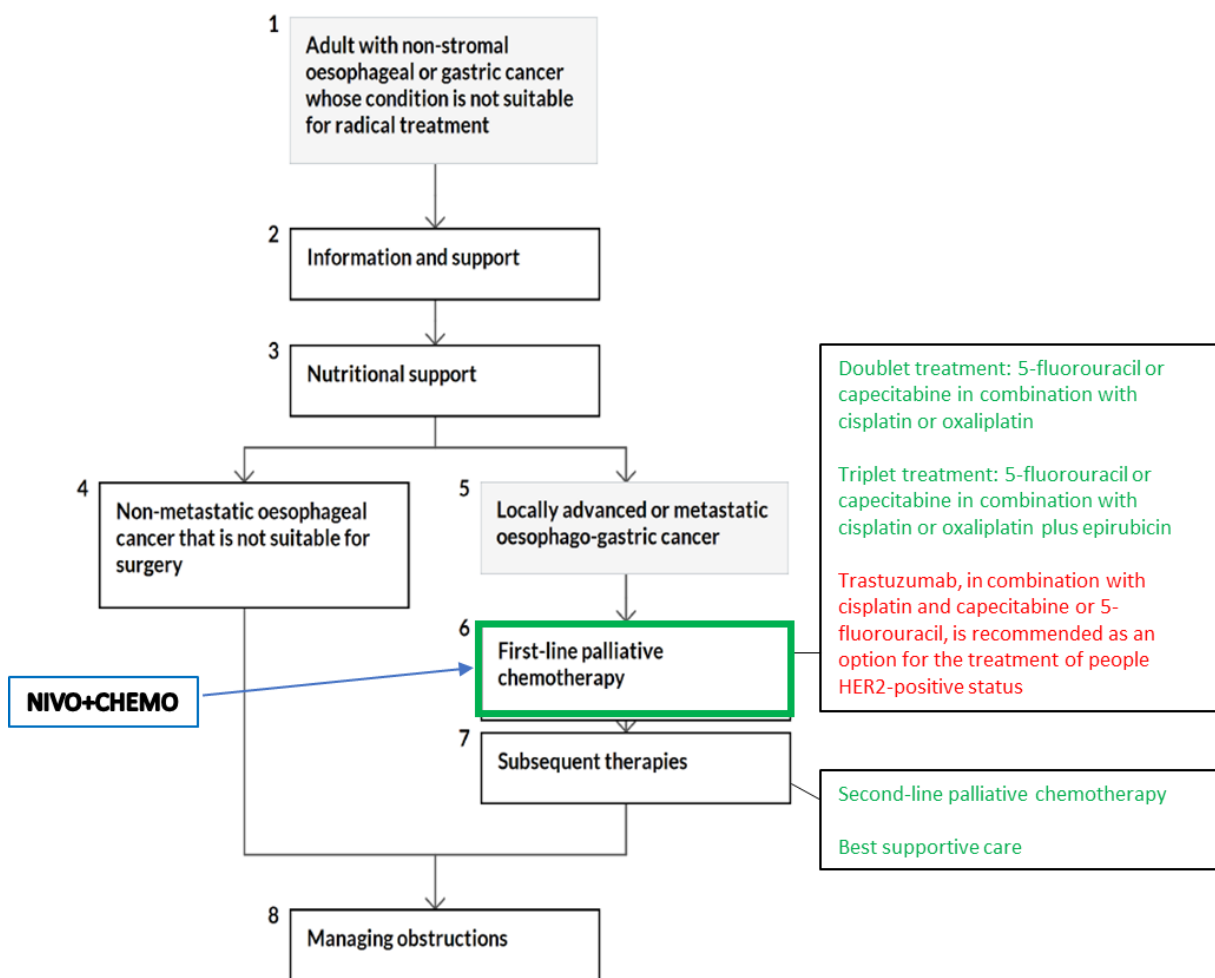 1
Adult with non-stromal
oesophageal or gastric cancer
whose condition is not suitable
for radical treatment
2
Information and support
3
Nutritional support
4
Non-metastatic oesophageal
cancer that is not suitable for
surgery
5
Locally advanced or metastatic
oesophago-gastric cancer
6
First-line palliative
chemotherapy
NIVO+CHEMO
Doublet treatment: 5-fluorouracil or
capecitabine in combination with
cisplatin or oxaliplatin
Triplet treatment: 5-fluorouracil or
capecitabine in combination with
cisplatin or oxaliplatin plus epirubicin
Trastuzumab, in combination with
cisplatin and capecitabine or 5-
fluorouracil, is recommended as an
option for the treatment of people
HER2-positive status
7
Subsequent therapies
Second-line palliative chemotherapy
Best supportive care
8
Managing obstructions